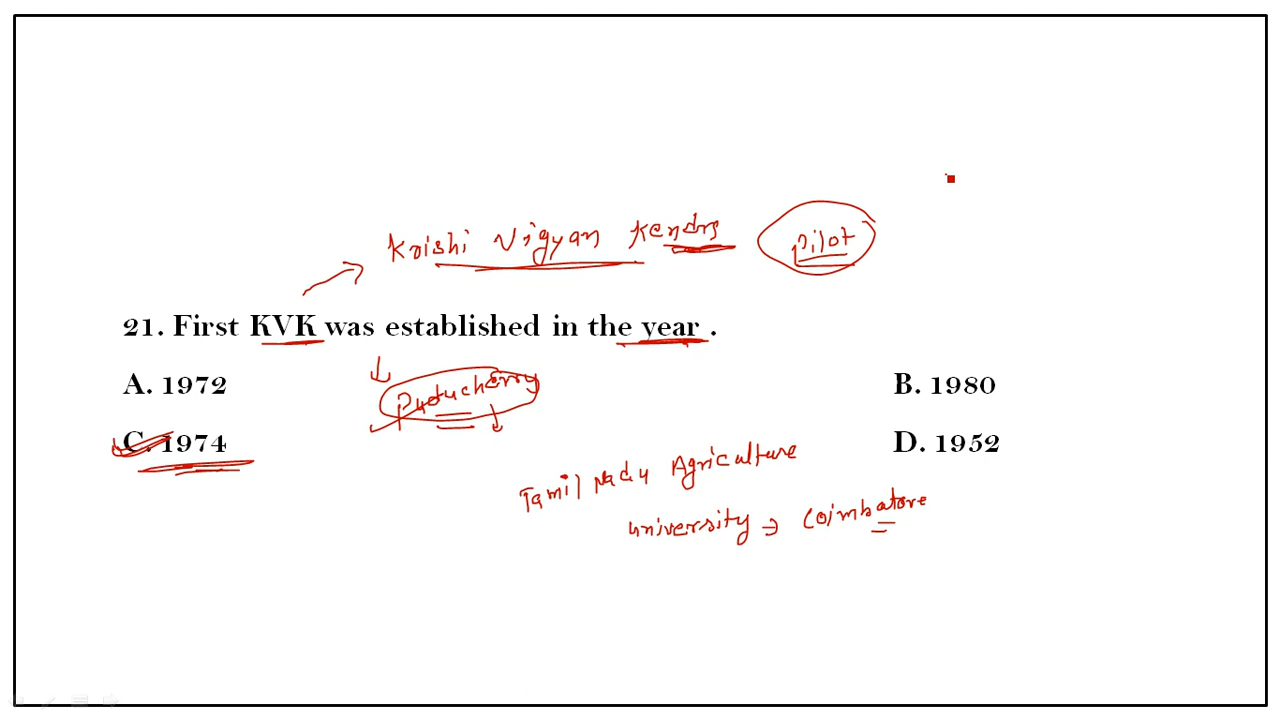 Krishi Vigyan Kendra pilot
21. First KVK was established in the year .
A. 1972
Puducherry
B. 1980
C. 1974
D. 1952
Tamil nadu Agriculture
university ⇒ Coimbatore